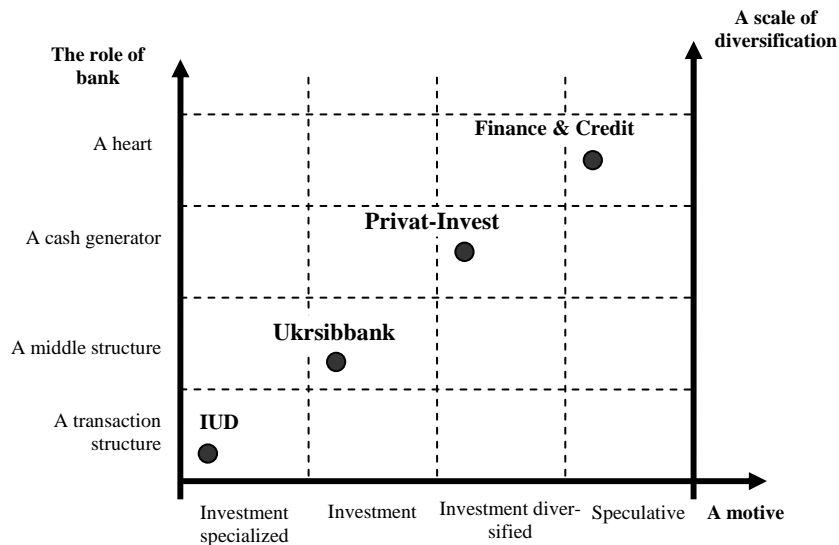 A scale of
diversification
The role of
bank
A heart
Finance & Credit
A cash generator
Privat-Invest
A middle structure
Ukrsibbank
A transaction
structure
IUD
Investment
specialized
Investment
Investment diver-
sified
Speculative
A motive